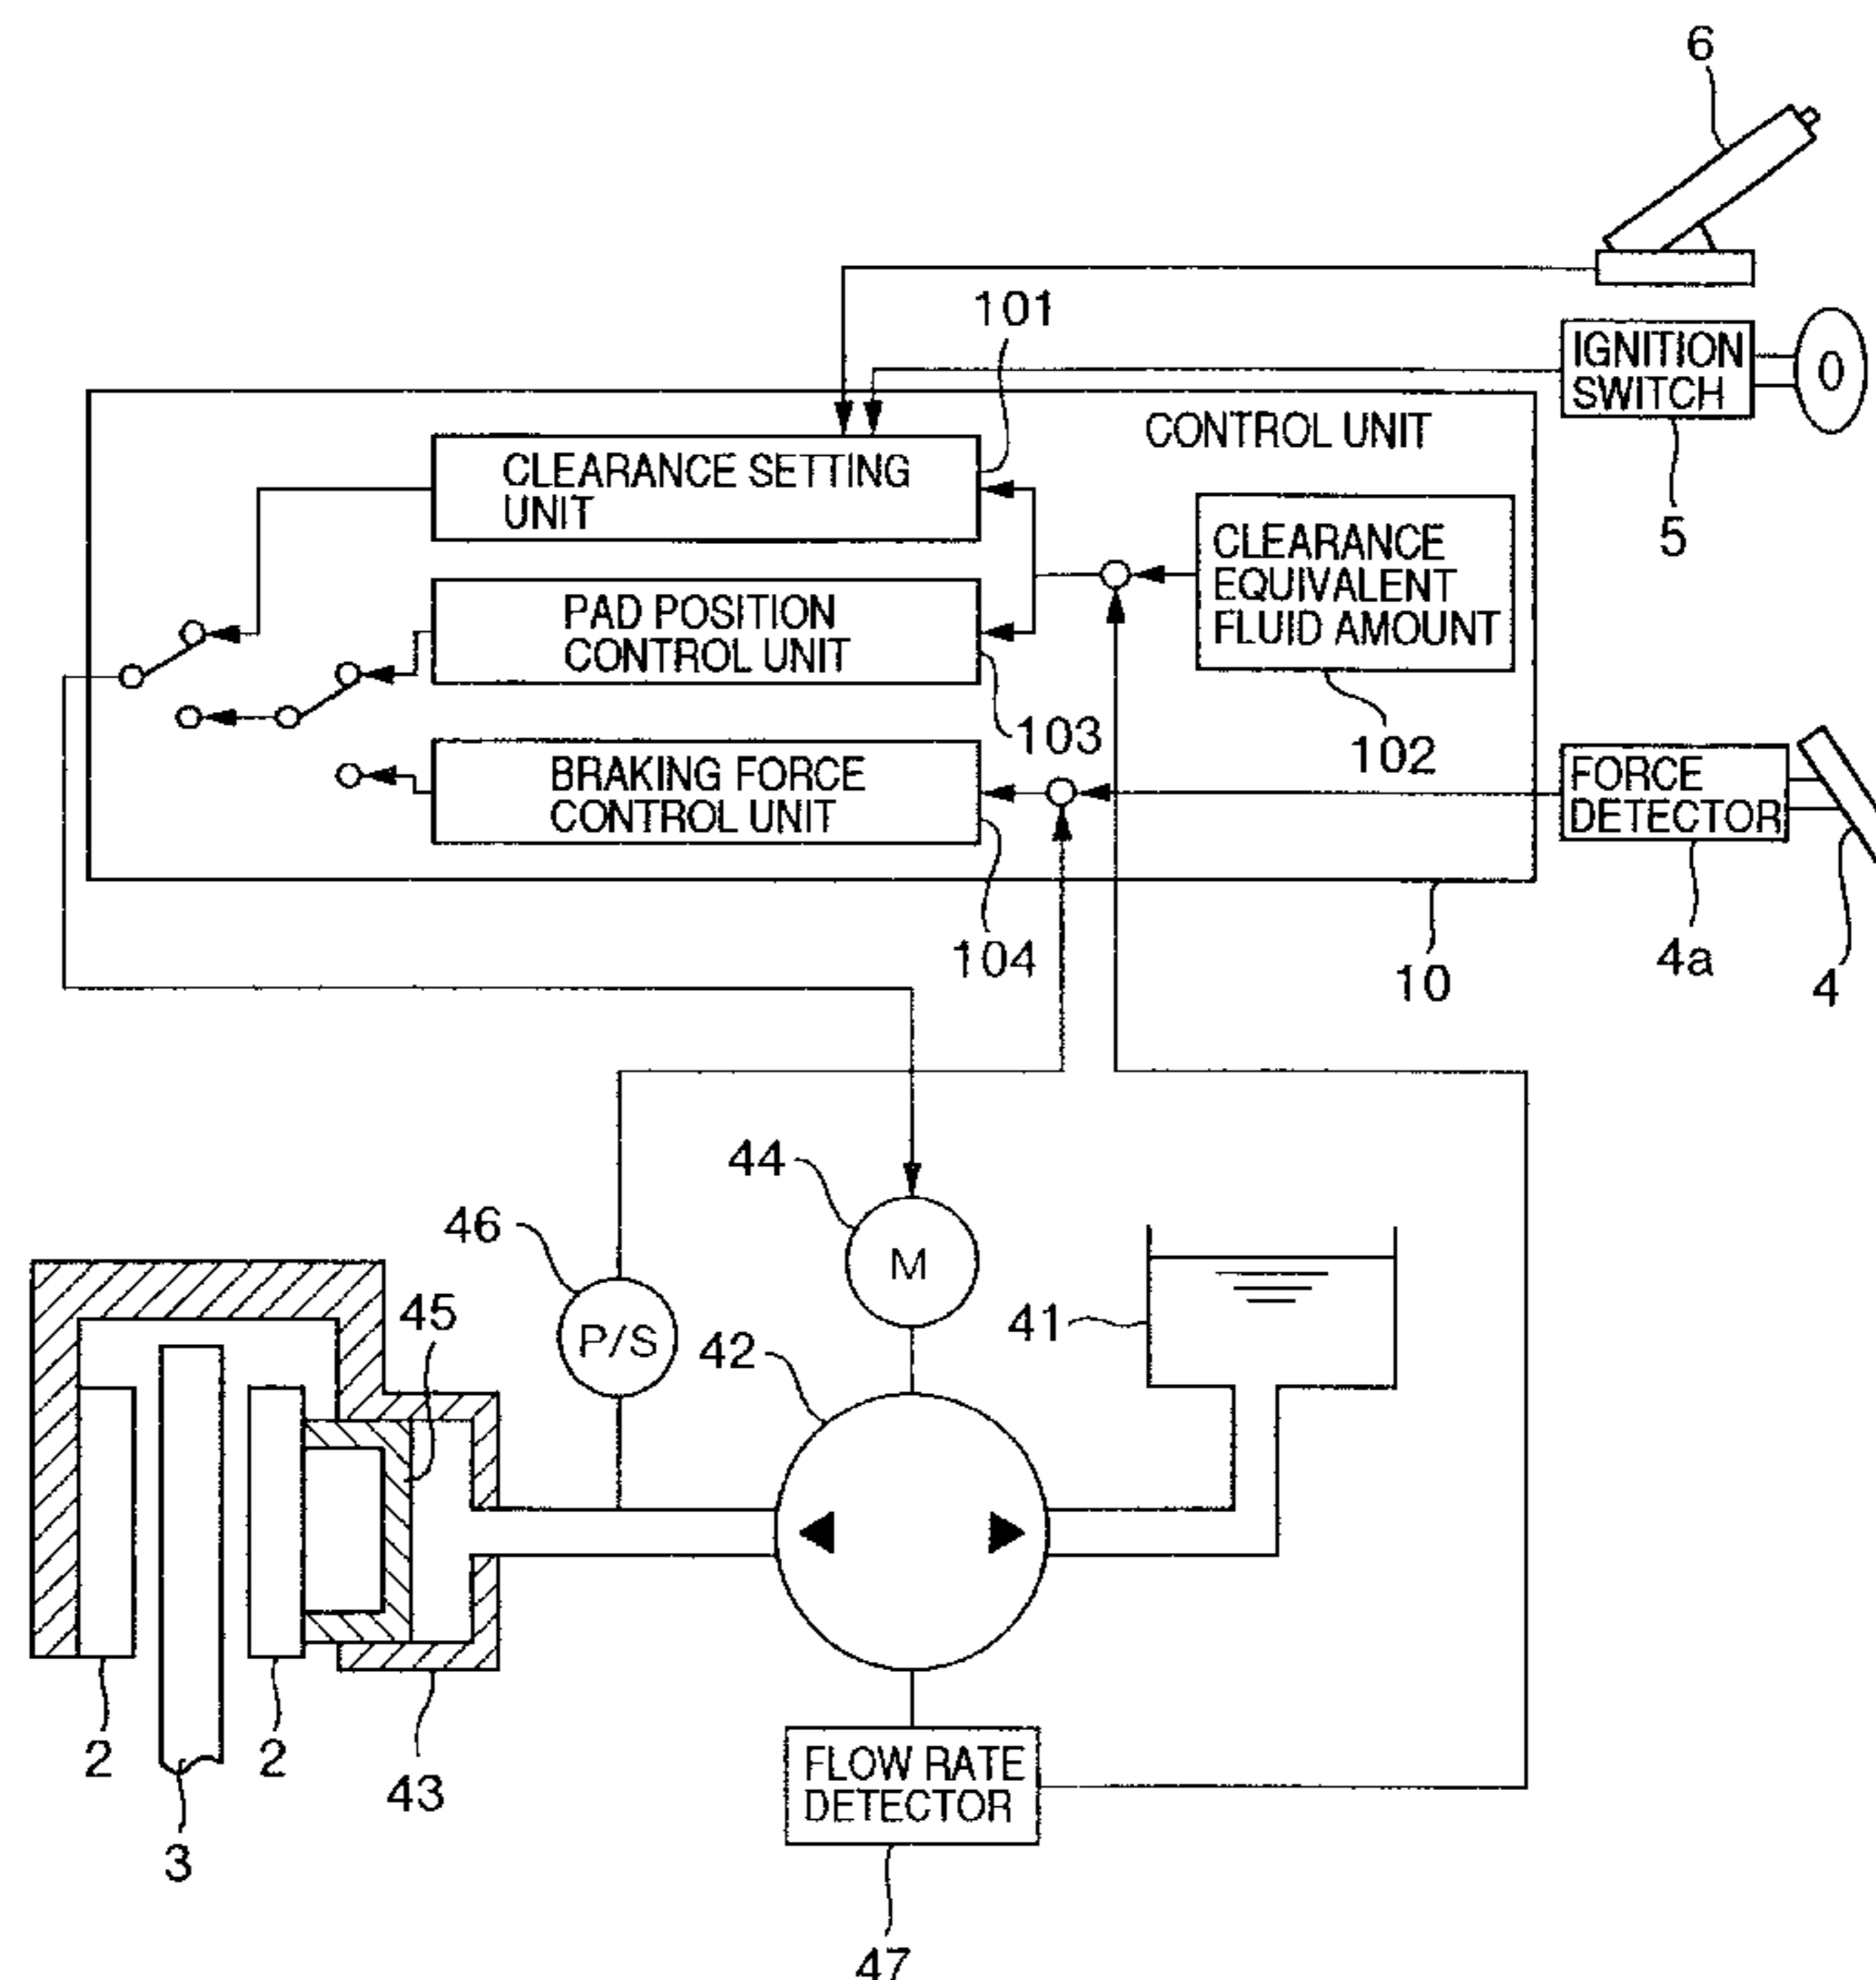 6
101
IGNITION
SWITCH
0
5
CONTROL UNIT
CLEARANCE SETTING
UNIT
CLEARANCE
EQUIVALENT
FLUID AMOUNT
PAD POSITION
CONTROL UNIT
103
102
BRAKING FORCE
CONTROL UNIT
FORCE
DETECTOR
104
10
4a
4
44
46
M
45
P/S
42
41
2
2
43
3
FLOW RATE
DETECTOR
47